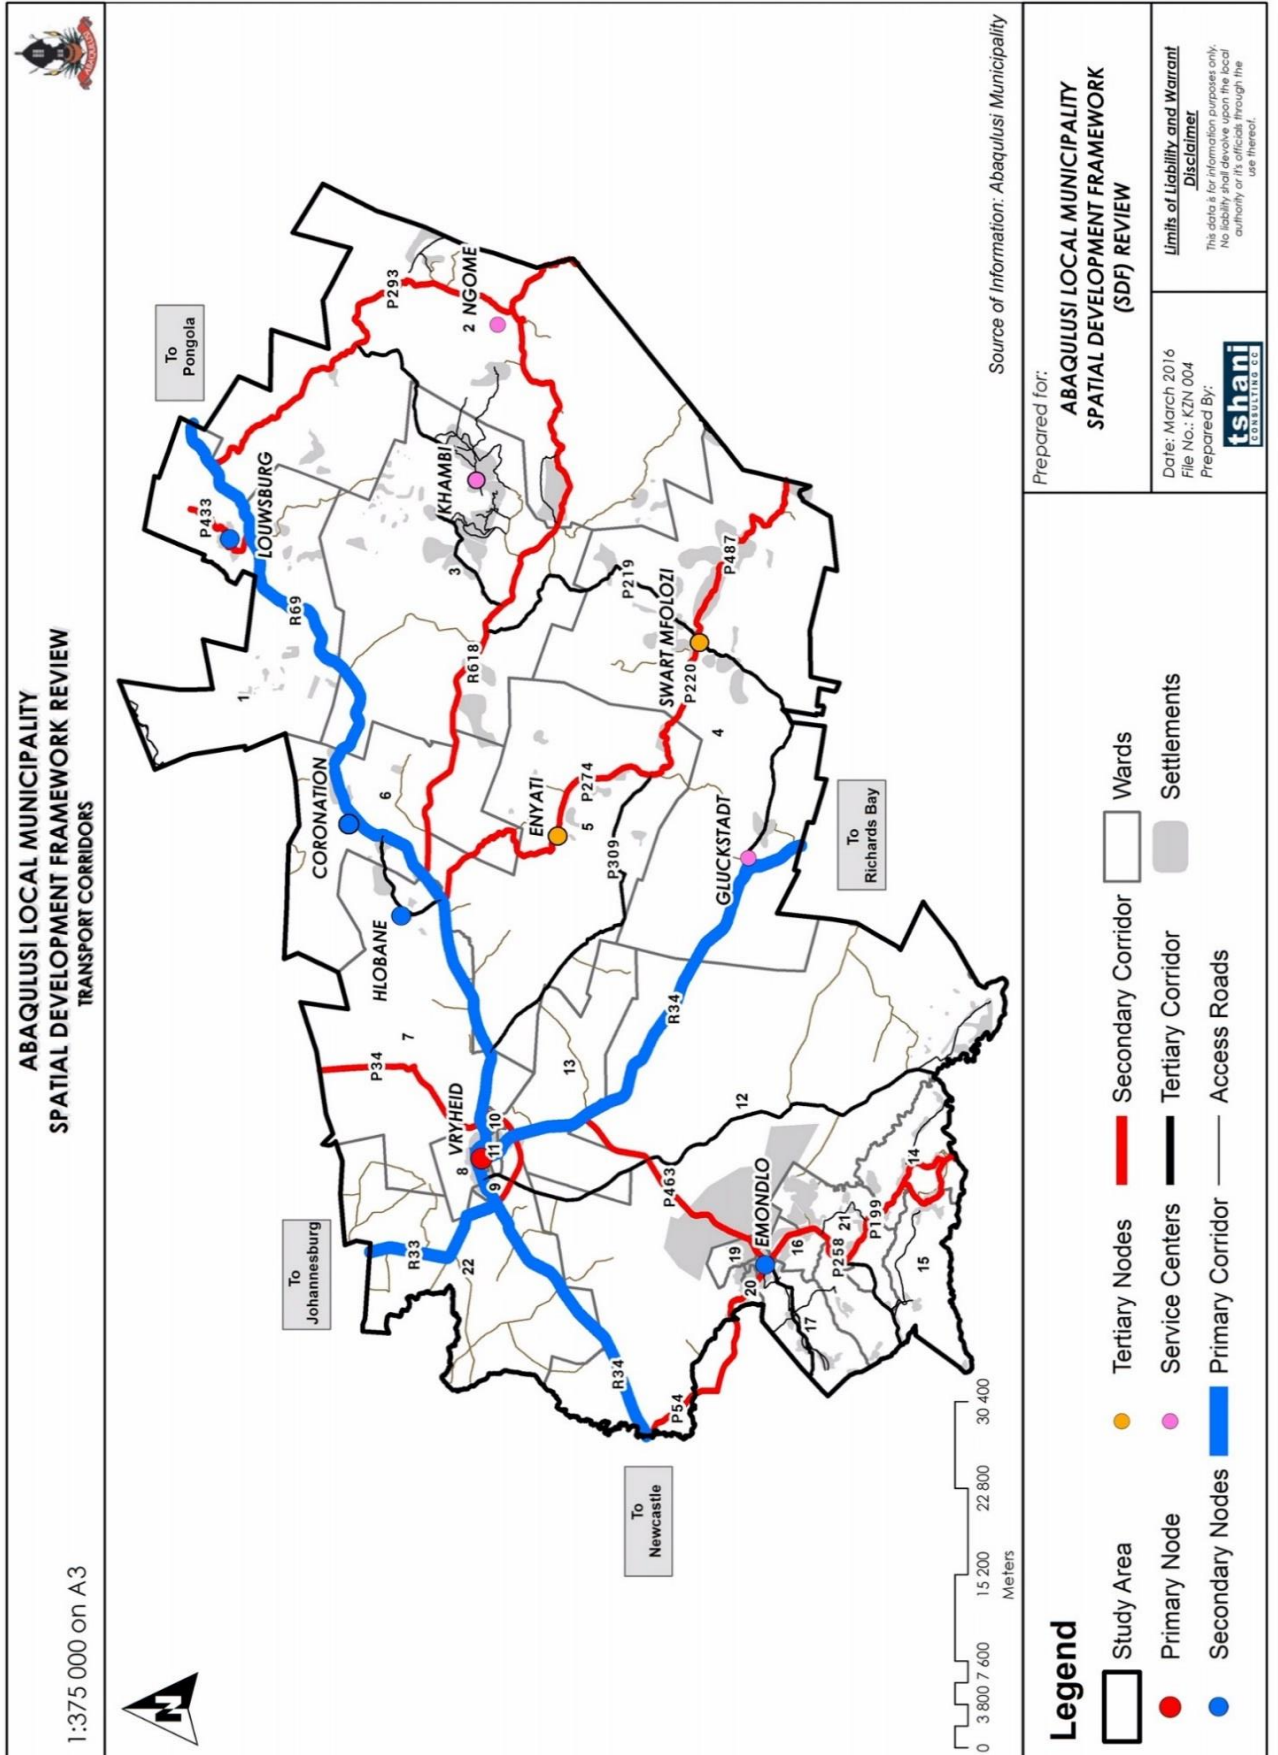 ABAQULUSI LOCAL MUNICIPALITY
SPATIAL DEVELOPMENT FRAMEWORK REVIEW
TRANSPORT CORRIDORS
1:375 000 on A3
ABAQULUSI
N
To
Pongola
To
Johannesburg
To
Newcastle
To
Richards Bay
P433
LOUWSBURG
R69
1
CORONATION
6
HLOBANE
7
P34
R33
22
VRYHEID
8
9
11
10
R34
P54
P293
2 NGOME
KHAMBI
3
R618
P219
SWART MFOLOZI
P487
P220
4
ENYATI
5
P274
P309
GLUCKSTADT
R34
13
12
P463
EMONDLO
19
20
16
17
P258
21
P199
14
15
0 3 800 7 600 15 200 22 800 30 400
Meters
Source of Information: Abaqulusi Municipality
Legend
Study Area
Primary Node
Secondary Nodes
Tertiary Nodes
Service Centers
Primary Corridor
Secondary Corridor
Tertiary Corridor
Access Roads
Wards
Settlements
Prepared for:
ABAQULUSI LOCAL MUNICIPALITY
SPATIAL DEVELOPMENT FRAMEWORK
(SDF) REVIEW
Date: March 2016
File No.: KZN 004
Prepared By:
tshani
CONSULTING CC
Limits of Liability and Warrant
Disclaimer
This data is for information purposes only.
No liability shall devolve upon the local
authority or it's officials through the
use thereof.